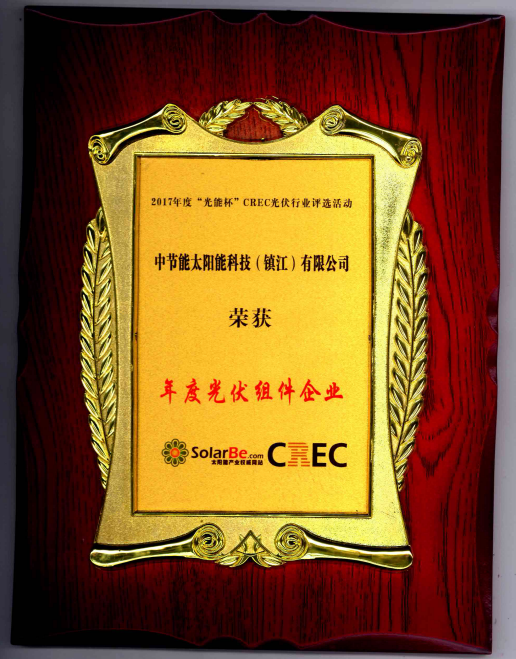 2017年度“光能杯”CREC光伏行业评选活动
中节能太阳能科技（镇江）有限公司
荣获
年度光伏组件企业
SolarBe.com CREC
太阳能产业权威网站